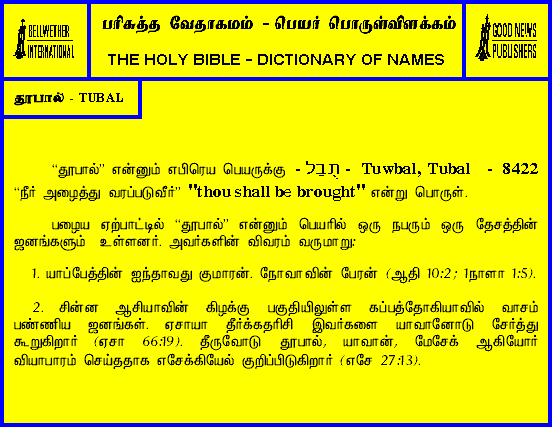 BELLWETHER
INTERNATIONAL
பரிசுத்த வேதாகமம் - பெயர் பொருள்விளக்கம்
THE HOLY BIBLE - DICTIONARY OF NAMES
GOOD NEWS
PUBLISHERS
தூபால் - TUBAL
“தூபால்” என்னும் எபிரெய பெயருக்கு - תֻבַל - Tuwbal, Tubal - 8422
“நீர் அழைத்து வரப்படுவீர்” "thou shall be brought" என்று பொருள்.
பழைய ஏற்பாட்டில் “தூபால்” என்னும் பெயரில் ஒரு நபரும் ஒரு தேசத்தின்
ஜனங்களும் உள்ளனர். அவர்களின் விவரம் வருமாறு:
1. யாப்பேத்தின் ஐந்தாவது குமாரன். நோவாவின் பேரன் (ஆதி 10:2; 1நாளா 1:5).
2. சின்ன ஆசியாவின் கிழக்கு பகுதியிலுள்ள கப்பத்தோகியாவில் வாசம்
பண்ணிய ஜனங்கள். ஏசாயா தீர்க்கதரிசி இவர்களை யாவானோடு சேர்த்து
கூறுகிறார் (ஏசா 66:19). தீருவோடு தூபால், யாவான், மேசேக் ஆகியோர்
வியாபாரம் செய்ததாக எசேக்கியேல் குறிப்பிடுகிறார் (எசே 27:13).